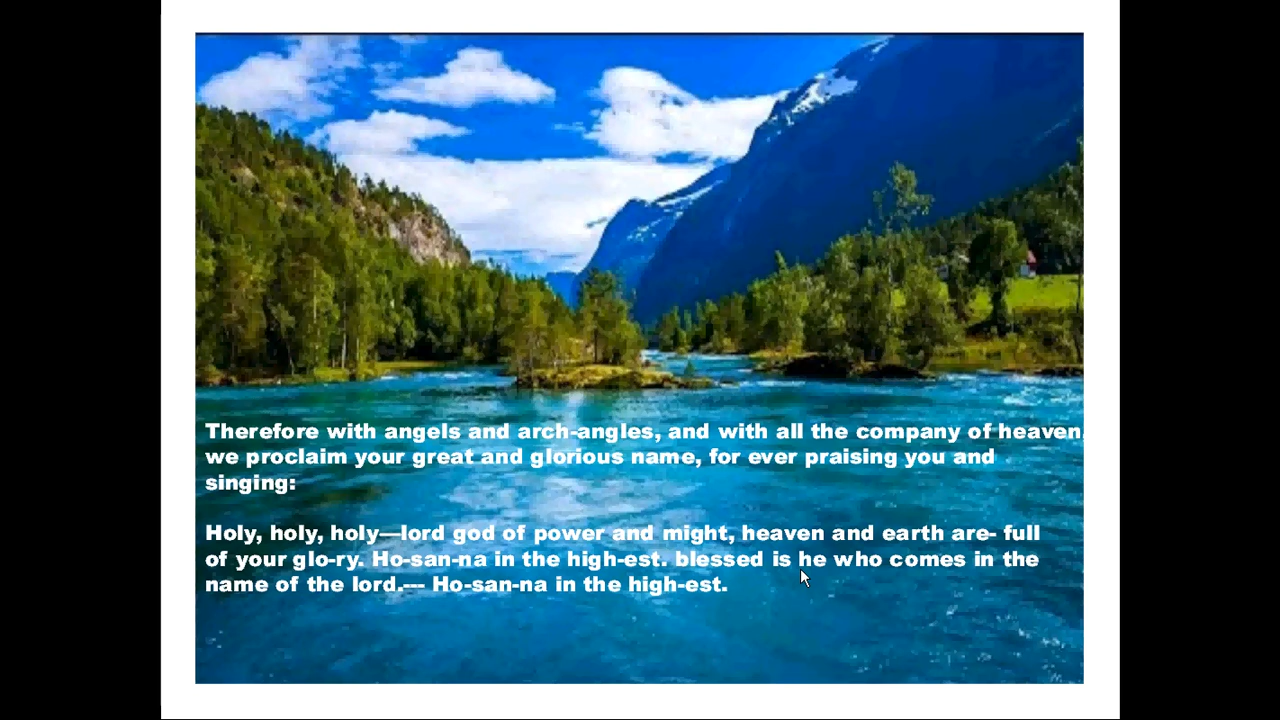 Therefore with angels and arch-angles, and with all the company of heaven,
we proclaim your great and glorious name, for ever praising you and
singing:
Holy, holy, holy—lord god of power and might, heaven and earth are- full
of your glo-ry. Ho-san-na in the high-est. blessed is he who comes in the
name of the lord.--- Ho-san-na in the high-est.